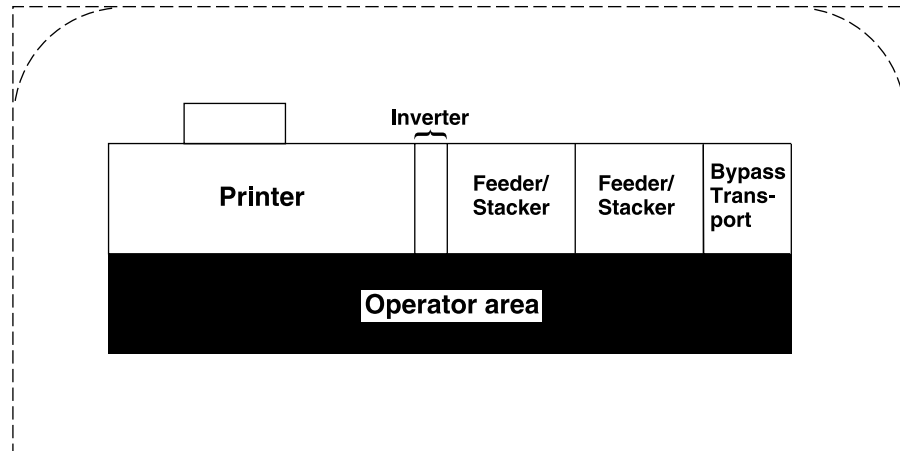 Inverter
Printer
Feeder/
Stacker
Feeder/
Stacker
Bypass
Trans-
port
Operator area